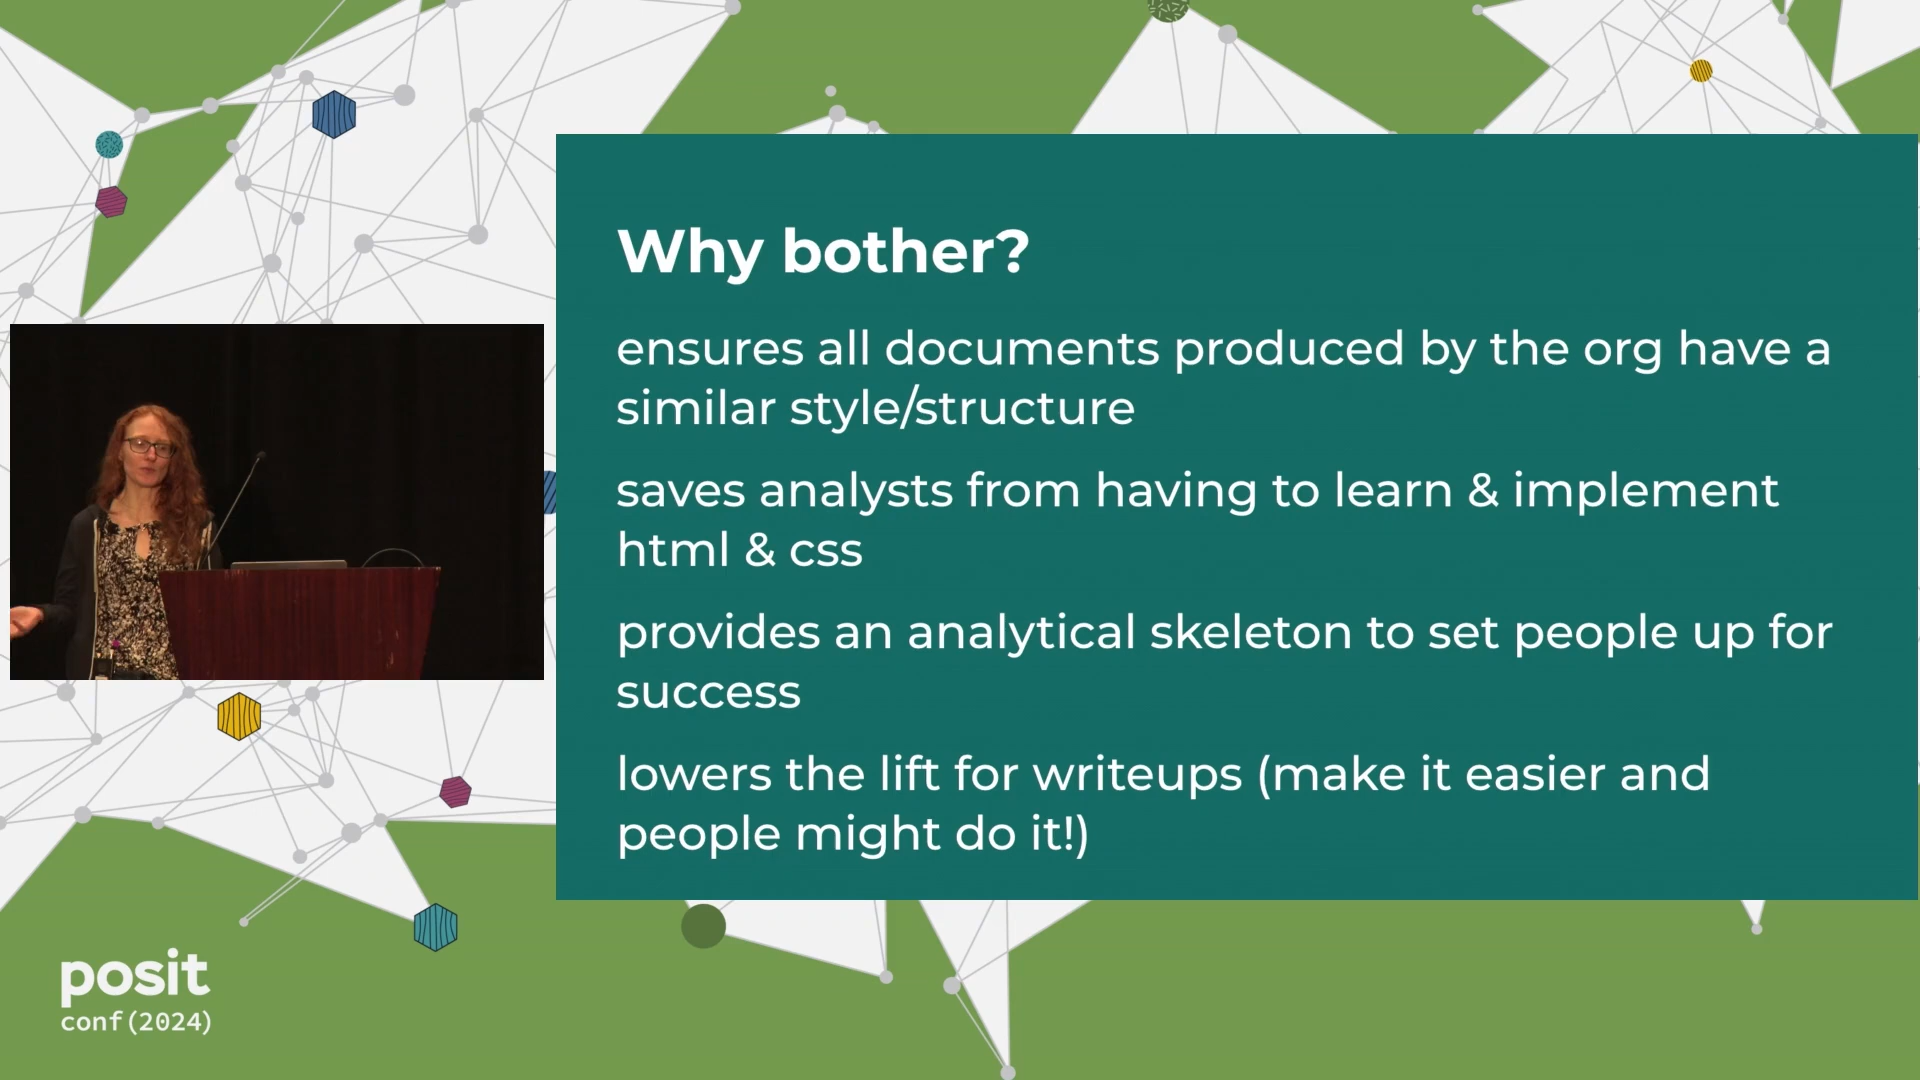 Why bother?
ensures all documents produced by the org have a
similar style/structure
saves analysts from having to learn & implement
html & css
provides an analytical skeleton to set people up for
success
lowers the lift for writeups (make it easier and
people might do it!)
posit
conf(2024)